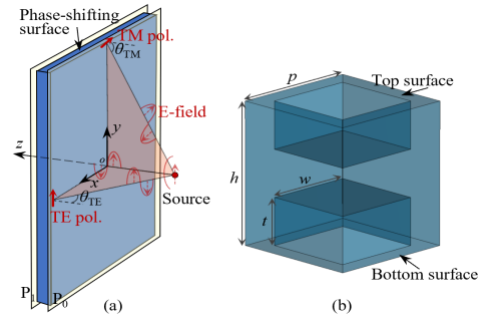 Phase-shifting
surface
TM pol.
θTM
E-field
y
z
o
x
θTE
TE pol.
Source
P1 P0
(a)
p
Top surface
h
w
t
Bottom surface
(b)